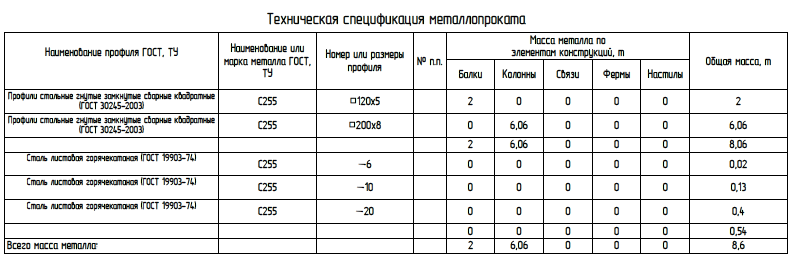 Техническая спецификация металлопроката
Наименование профиля ГОСТ, ТУ
Наименование или марка металла ГОСТ, ТУ
Номер или размеры профиля
№ п.п.
Масса металла по элементам конструкций, т
Общая масса, т
Балки Колонны Связи Фермы Настилы
Профили стальные гнутые замкнутые сварные квадратные (ГОСТ 30245-2003) С255 □120x5 2 0 0 0 0 2
Профили стальные гнутые замкнутые сварные квадратные (ГОСТ 30245-2003) С255 □200x8 0 6,06 0 0 0 6,06
2 6,06 0 0 0 8,06
Сталь листовая горячекатаная (ГОСТ 19903-74) С255 —6 0 0 0 0 0 0,02
Сталь листовая горячекатаная (ГОСТ 19903-74) С255 —10 0 0 0 0 0 0,13
Сталь листовая горячекатаная (ГОСТ 19903-74) С255 —20 0 0 0 0 0 0,4
0 0 0 0 0 0,54
Всего масса металла: 2 6,06 0 0 0 8,6